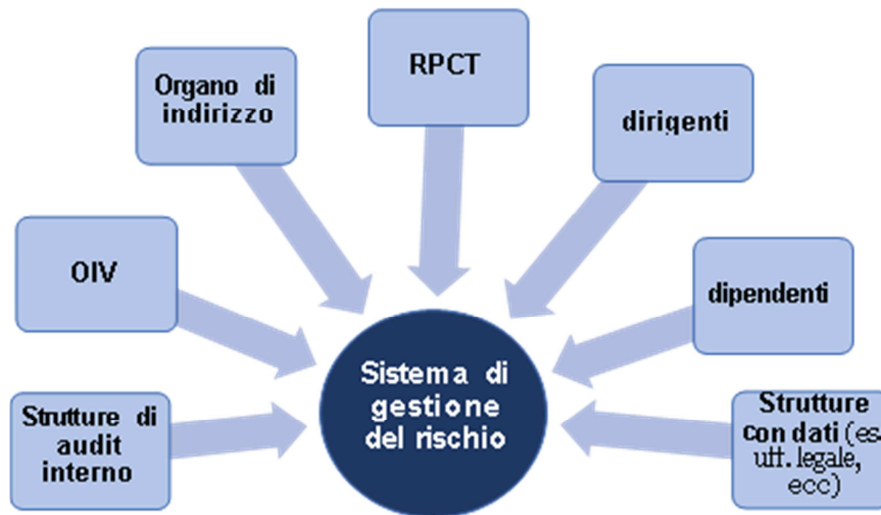 RPCT
Organo di
indirizzo
dirigenti
OIV
dipendenti
Sistema di
gestione
del rischio
Strutture di
audit
interno
Strutture
con dati (es.
uff. legale,
ecc)